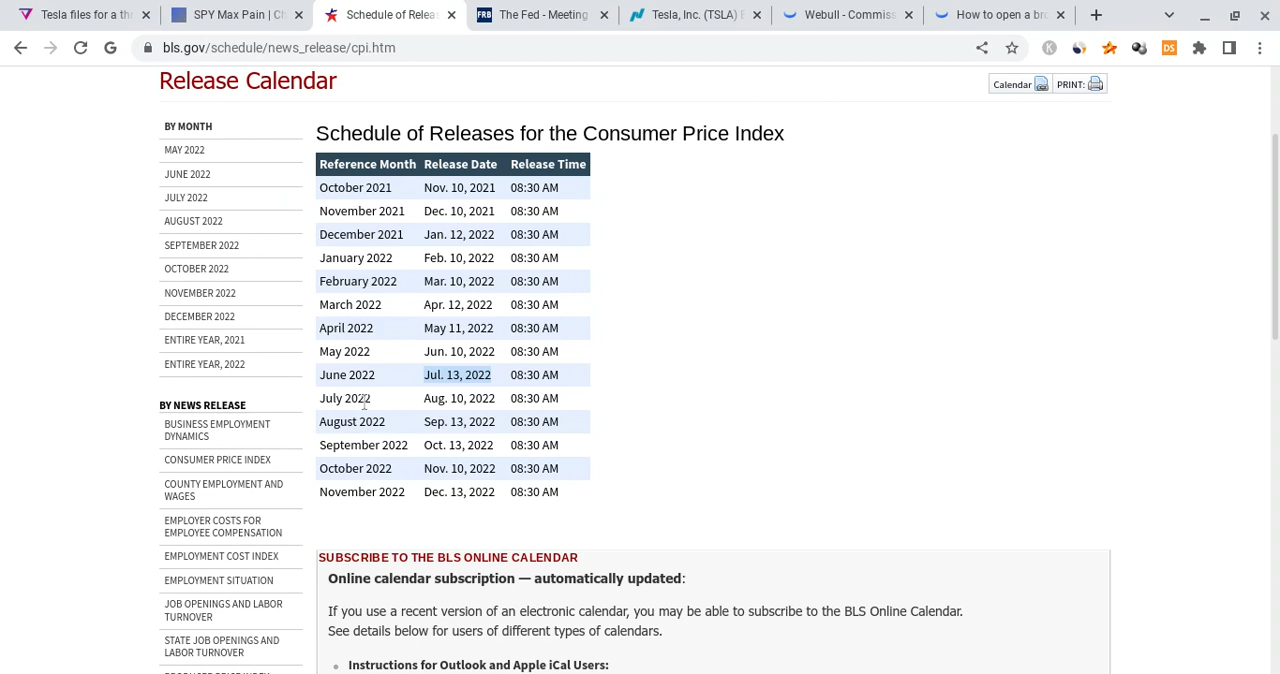 Tesla files for a thr
SPY Max Pain | Ch
Schedule of Releas
FRB
The Fed - Meeting
Tesla, Inc. (TSLA) E
Webull - Commiss
How to open a bro
bls.gov/schedule/news_release/cpi.htm
K
DS
Release Calendar
Calendar
PRINT:
BY MONTH
MAY 2022
JUNE 2022
JULY 2022
AUGUST 2022
SEPTEMBER 2022
OCTOBER 2022
NOVEMBER 2022
DECEMBER 2022
ENTIRE YEAR, 2021
ENTIRE YEAR, 2022
BY NEWS RELEASE
BUSINESS EMPLOYMENT
DYNAMICS
CONSUMER PRICE INDEX
COUNTY EMPLOYMENT AND
WAGES
EMPLOYER COSTS FOR
EMPLOYEE COMPENSATION
EMPLOYMENT COST INDEX
EMPLOYMENT SITUATION
JOB OPENINGS AND LABOR
TURNOVER
STATE JOB OPENINGS AND
LABOR TURNOVER
PRODUCER PRICE INDEX
Schedule of Releases for the Consumer Price Index
Reference Month Release Date Release Time
October 2021 Nov. 10, 2021 08:30 AM
November 2021 Dec. 10, 2021 08:30 AM
December 2021 Jan. 12, 2022 08:30 AM
January 2022 Feb. 10, 2022 08:30 AM
February 2022 Mar. 10, 2022 08:30 AM
March 2022 Apr. 12, 2022 08:30 AM
April 2022 May 11, 2022 08:30 AM
May 2022 Jun. 10, 2022 08:30 AM
June 2022 Jul. 13, 2022 08:30 AM
July 2022 Aug. 10, 2022 08:30 AM
August 2022 Sep. 13, 2022 08:30 AM
September 2022 Oct. 13, 2022 08:30 AM
October 2022 Nov. 10, 2022 08:30 AM
November 2022 Dec. 13, 2022 08:30 AM
SUBSCRIBE TO THE BLS ONLINE CALENDAR
Online calendar subscription — automatically updated:
If you use a recent version of an electronic calendar, you may be able to subscribe to the BLS Online Calendar.
See details below for users of different types of calendars.
Instructions for Outlook and Apple iCal Users: